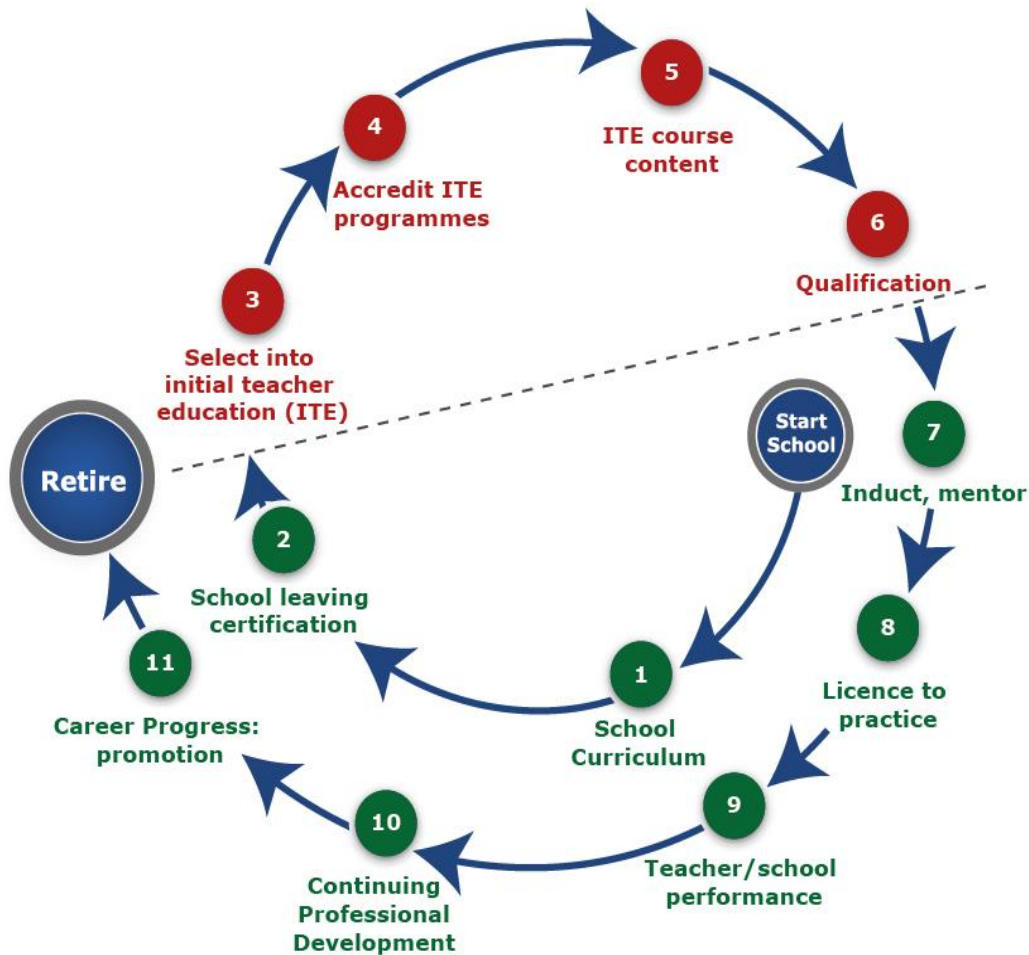 5
ITE course
content
4
Accredit ITE
programmes
6
Qualification
3
Select into
initial teacher
education (ITE)
Start
School
7
Induct, mentor
Retire
2
School leaving
certification
8
Licence to
practice
1
School
Curriculum
11
Career Progress:
promotion
9
Teacher/school
performance
10
Continuing
Professional
Development